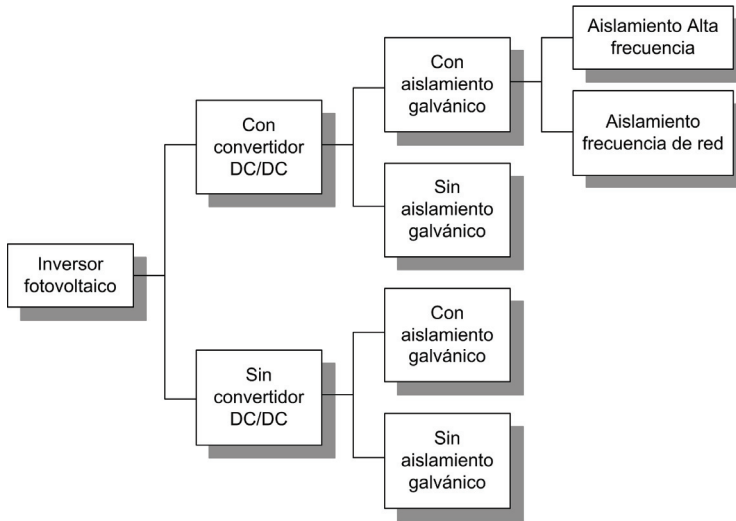 Inversor
fotovoltaico
Con
convertidor
DC/DC
Con
aislamiento
galvánico
Aislamiento Alta
frecuencia
Aislamiento
frecuencia de red
Sin
aislamiento
galvánico
Sin
convertidor
DC/DC
Con
aislamiento
galvánico
Sin
aislamiento
galvánico